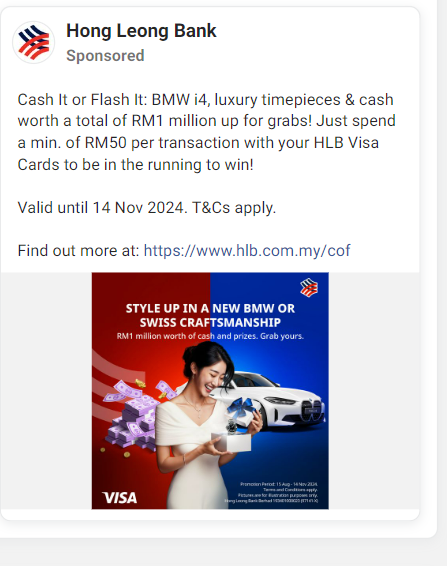 Hong Leong Bank
Sponsored
Cash It or Flash It: BMW i4, luxury timepieces & cash
worth a total of RM1 million up for grabs! Just spend
a min. of RM50 per transaction with your HLB Visa
Cards to be in the running to win!
Valid until 14 Nov 2024. T&Cs apply.
Find out more at: https://www.hlb.com.my/cof
STYLE UP IN A NEW BMW OR
SWISS CRAFTSMANSHIP
RM1 million worth of cash and prizes. Grab yours.
VISA
Promotion Period: 15 Aug - 14 Nov 2024.
Terms and Conditions apply.
Pictures are for illustration purposes only.
Hong Leong Bank Berhad